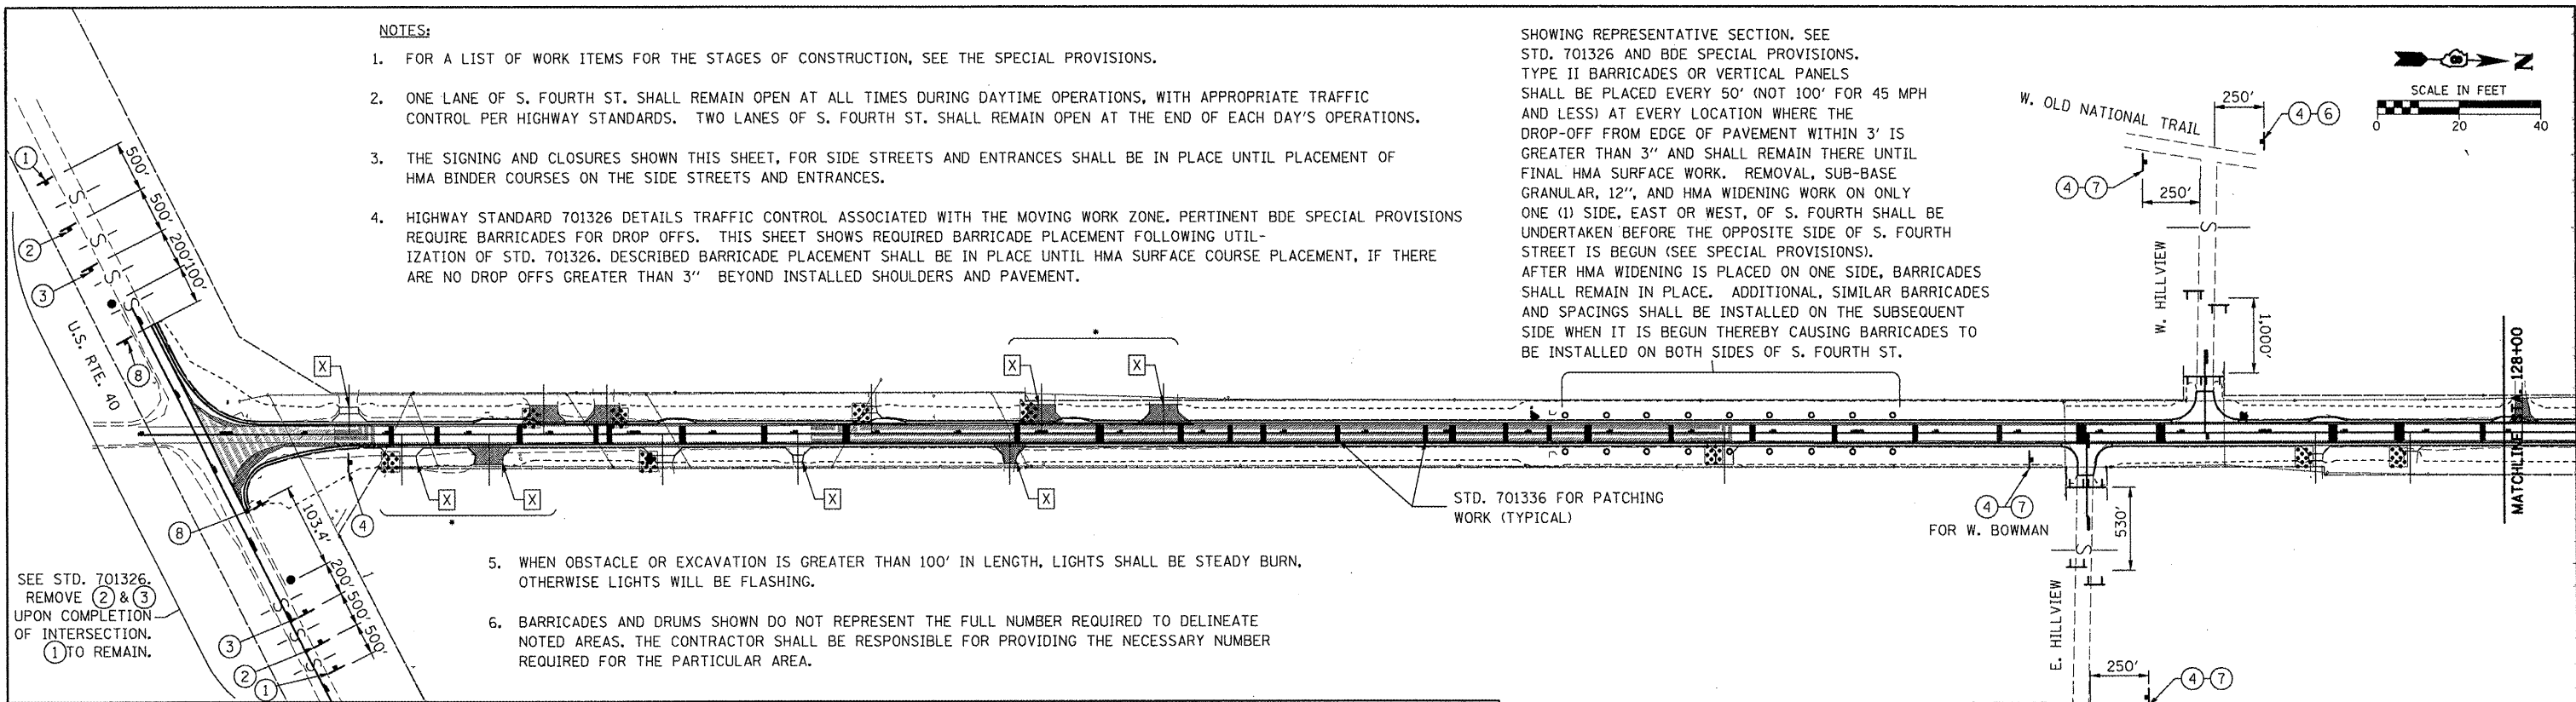 NOTES:
1. FOR A LIST OF WORK ITEMS FOR THE STAGES OF CONSTRUCTION, SEE THE SPECIAL PROVISIONS.
2. ONE LANE OF S. FOURTH ST. SHALL REMAIN OPEN AT ALL TIMES DURING DAYTIME OPERATIONS, WITH APPROPRIATE TRAFFIC
CONTROL PER HIGHWAY STANDARDS. TWO LANES OF S. FOURTH ST. SHALL REMAIN OPEN AT THE END OF EACH DAY'S OPERATIONS.
3. THE SIGNING AND CLOSURES SHOWN THIS SHEET, FOR SIDE STREETS AND ENTRANCES SHALL BE IN PLACE UNTIL PLACEMENT OF
HMA BINDER COURSES ON THE SIDE STREETS AND ENTRANCES.
4. HIGHWAY STANDARD 701326 DETAILS TRAFFIC CONTROL ASSOCIATED WITH THE MOVING WORK ZONE. PERTINENT BDE SPECIAL PROVISIONS
REQUIRE BARRICADES FOR DROP OFFS. THIS SHEET SHOWS REQUIRED BARRICADE PLACEMENT FOLLOWING UTIL-
IZATION OF STD. 701326. DESCRIBED BARRICADE PLACEMENT SHALL BE IN PLACE UNTIL HMA SURFACE COURSE PLACEMENT, IF THERE
ARE NO DROP OFFS GREATER THAN 3" BEYOND INSTALLED SHOULDERS AND PAVEMENT.
SHOWING REPRESENTATIVE SECTION. SEE
STD. 701326 AND BDE SPECIAL PROVISIONS.
TYPE II BARRICADES OR VERTICAL PANELS
SHALL BE PLACED EVERY 50' (NOT 100' FOR 45 MPH
AND LESS) AT EVERY LOCATION WHERE THE
DROP-OFF FROM EDGE OF PAVEMENT WITHIN 3' IS
GREATER THAN 3" AND SHALL REMAIN THERE UNTIL
FINAL HMA SURFACE WORK. REMOVAL, SUB-BASE
GRANULAR, 12", AND HMA WIDENING WORK ON ONLY
ONE (1) SIDE, EAST OR WEST, OF S. FOURTH SHALL BE
UNDERTAKEN BEFORE THE OPPOSITE SIDE OF S. FOURTH
STREET IS BEGUN (SEE SPECIAL PROVISIONS).
AFTER HMA WIDENING IS PLACED ON ONE SIDE, BARRICADES
SHALL REMAIN IN PLACE. ADDITIONAL, SIMILAR BARRICADES
AND SPACINGS SHALL BE INSTALLED ON THE SUBSEQUENT
SIDE WHEN IT IS BEGUN THEREBY CAUSING BARRICADES TO
BE INSTALLED ON BOTH SIDES OF S. FOURTH ST.
N
SCALE IN FEET
0 20 40
W. OLD NATIONAL TRAIL
250'
4 6
4 7
250'
W. HILLVIEW
1,000'
MATCHLINE STA. 128+00
1
500'
500'
2
200'
100'
3
S
S
S
U.S. RTE. 40
8
X
*
X
X
S
X
X
X
X
*
4
8
103.4'
200'
500'
500'
S
S
S
3
2
1
SEE STD. 701326.
REMOVE 2 & 3
UPON COMPLETION
OF INTERSECTION.
1 TO REMAIN.
STD. 701336 FOR PATCHING
WORK (TYPICAL)
4 7
FOR W. BOWMAN
530'
S
E. HILLVIEW
250'
4 7
5. WHEN OBSTACLE OR EXCAVATION IS GREATER THAN 100' IN LENGTH, LIGHTS SHALL BE STEADY BURN,
OTHERWISE LIGHTS WILL BE FLASHING.
6. BARRICADES AND DRUMS SHOWN DO NOT REPRESENT THE FULL NUMBER REQUIRED TO DELINEATE
NOTED AREAS. THE CONTRACTOR SHALL BE RESPONSIBLE FOR PROVIDING THE NECESSARY NUMBER
REQUIRED FOR THE PARTICULAR AREA.